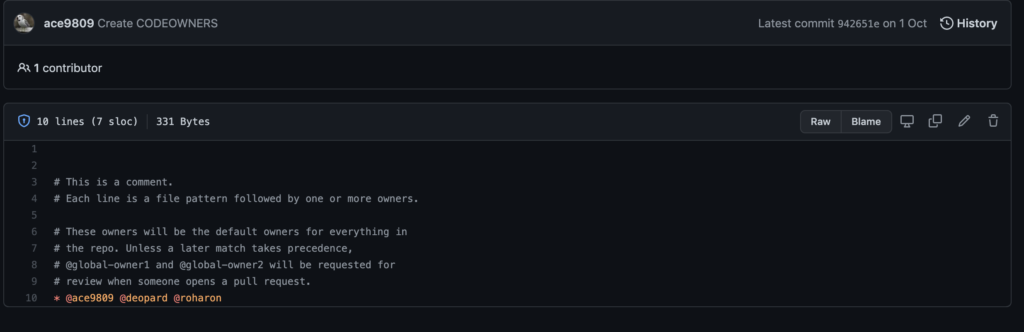 ace9809 Create CODEOWNERS Latest commit 942651e on 1 Oct History
1 contributor
10 lines (7 sloc) 331 Bytes Raw Blame
1
2
3 # This is a comment.
4 # Each line is a file pattern followed by one or more owners.
5
6 # These owners will be the default owners for everything in
7 # the repo. Unless a later match takes precedence,
8 # @global-owner1 and @global-owner2 will be requested for
9 # review when someone opens a pull request.
10 * @ace9809 @deopard @roharon